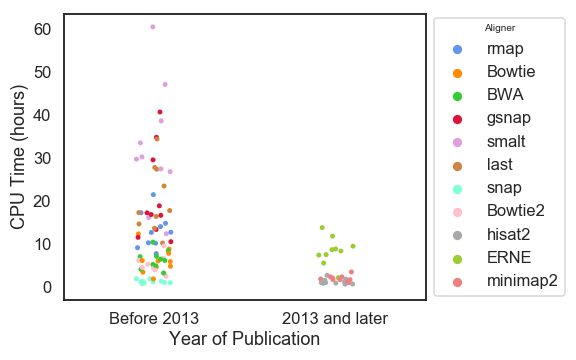 60
50
40
30
20
10
0
CPU Time (hours)
Before 2013
2013 and later
Year of Publication
Aligner
rmap
Bowtie
BWA
gsnap
smalt
last
snap
Bowtie2
hisat2
ERNE
minimap2